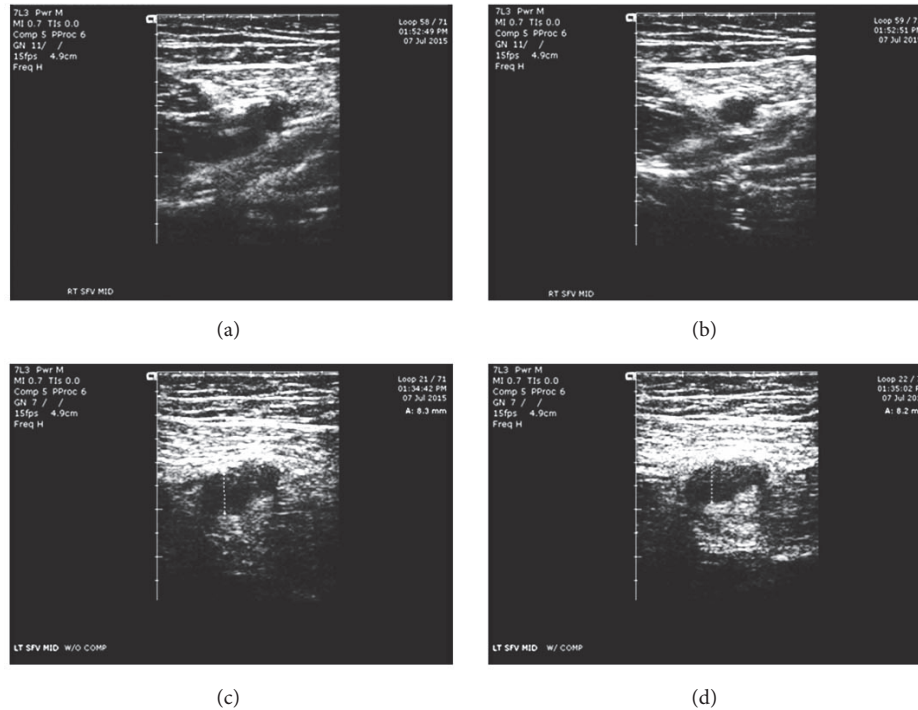 7L3 Pwr M
MI 0.7 TIs 0.0
Comp 5 PProc 6
GN 11/ /
15fps 4.9cm
Freq H
Loop 58 / 71
01:52:49 PM
07 Jul 2015
RT SFV MID
(a)
7L3 Pwr M
MI 0.7 TIs 0.0
Comp 5 PProc 6
GN 11/ /
15fps 4.9cm
Freq H
Loop 59 / 7
01:52:51 PM
07 Jul 201
RT SFV MID
(b)
7L3 Pwr M
MI 0.7 TIs 0.0
Comp 5 PProc 6
GN 7 / /
15fps 4.9cm
Freq H
Loop 21 / 71
01:34:42 PM
07 Jul 2015
A: 8.3 mm
LT SFV MID W/O COMP
(c)
7L3 Pwr M
MI 0.7 TIs 0.0
Comp 5 PProc 6
GN 7 / /
15fps 4.9cm
Freq H
Loop 22 /
01:35:02 PM
07 Jul 201
A: 8.2 m
LT SFV MID W/ COMP
(d)